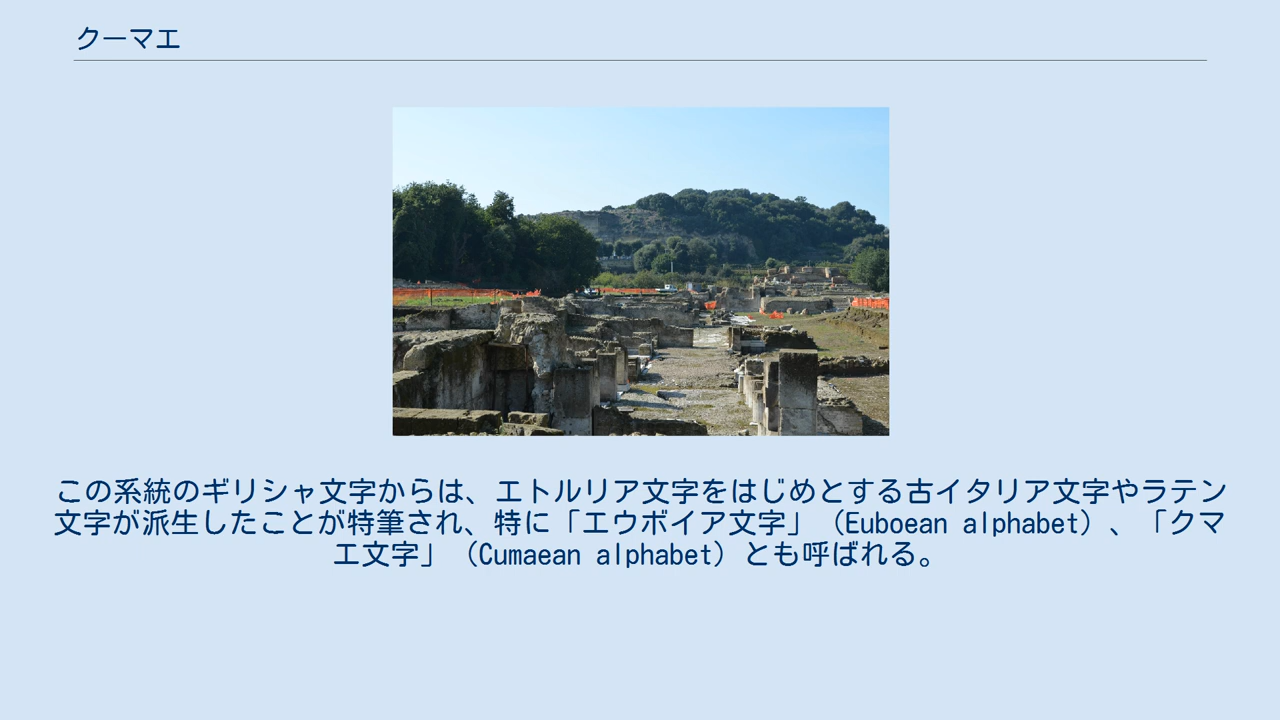 クーマエ
この系統のギリシャ文字からは、エトルリア文字をはじめとする古イタリア文字やラテン
文字が派生したことが特筆され、特に「エウボイア文字」（Euboean alphabet）、「クマ
エ文字」（Cumaean alphabet）とも呼ばれる。